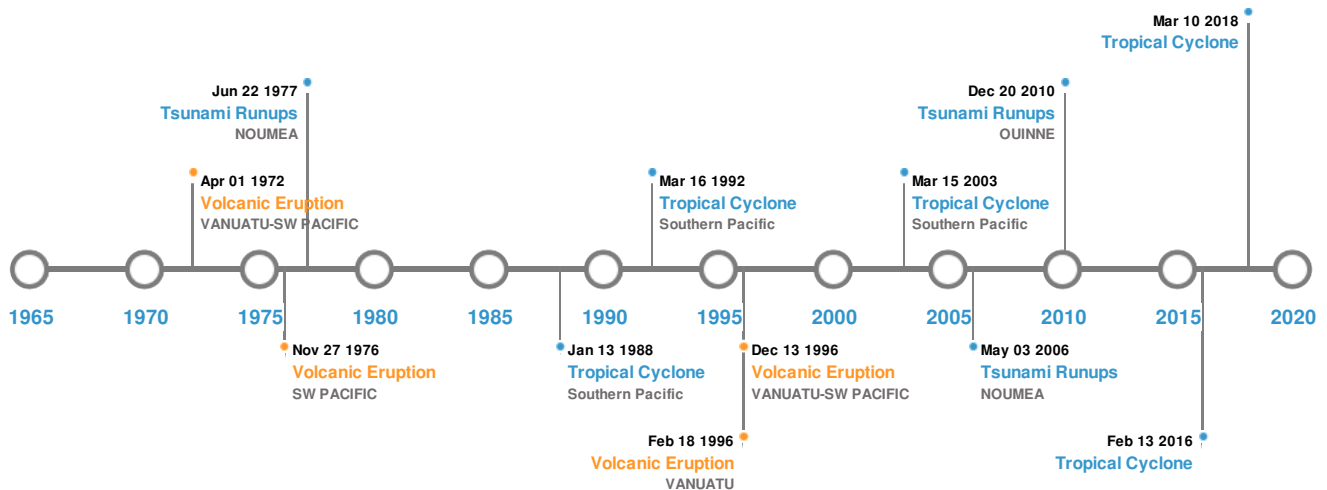 Mar 10 2018
Tropical Cyclone
Jun 22 1977
Tsunami Runups
NOUMEA
Dec 20 2010
Tsunami Runups
OUINNE
Apr 01 1972
Volcanic Eruption
VANUATU-SW PACIFIC
Mar 16 1992
Tropical Cyclone
Southern Pacific
Mar 15 2003
Tropical Cyclone
Southern Pacific
1965 1970 1975 1980 1985 1990 1995 2000 2005 2010 2015 2020
Nov 27 1976
Volcanic Eruption
SW PACIFIC
Jan 13 1988
Tropical Cyclone
Southern Pacific
Dec 13 1996
Volcanic Eruption
VANUATU-SW PACIFIC
May 03 2006
Tsunami Runups
NOUMEA
Feb 18 1996
Volcanic Eruption
VANUATU
Feb 13 2016
Tropical Cyclone